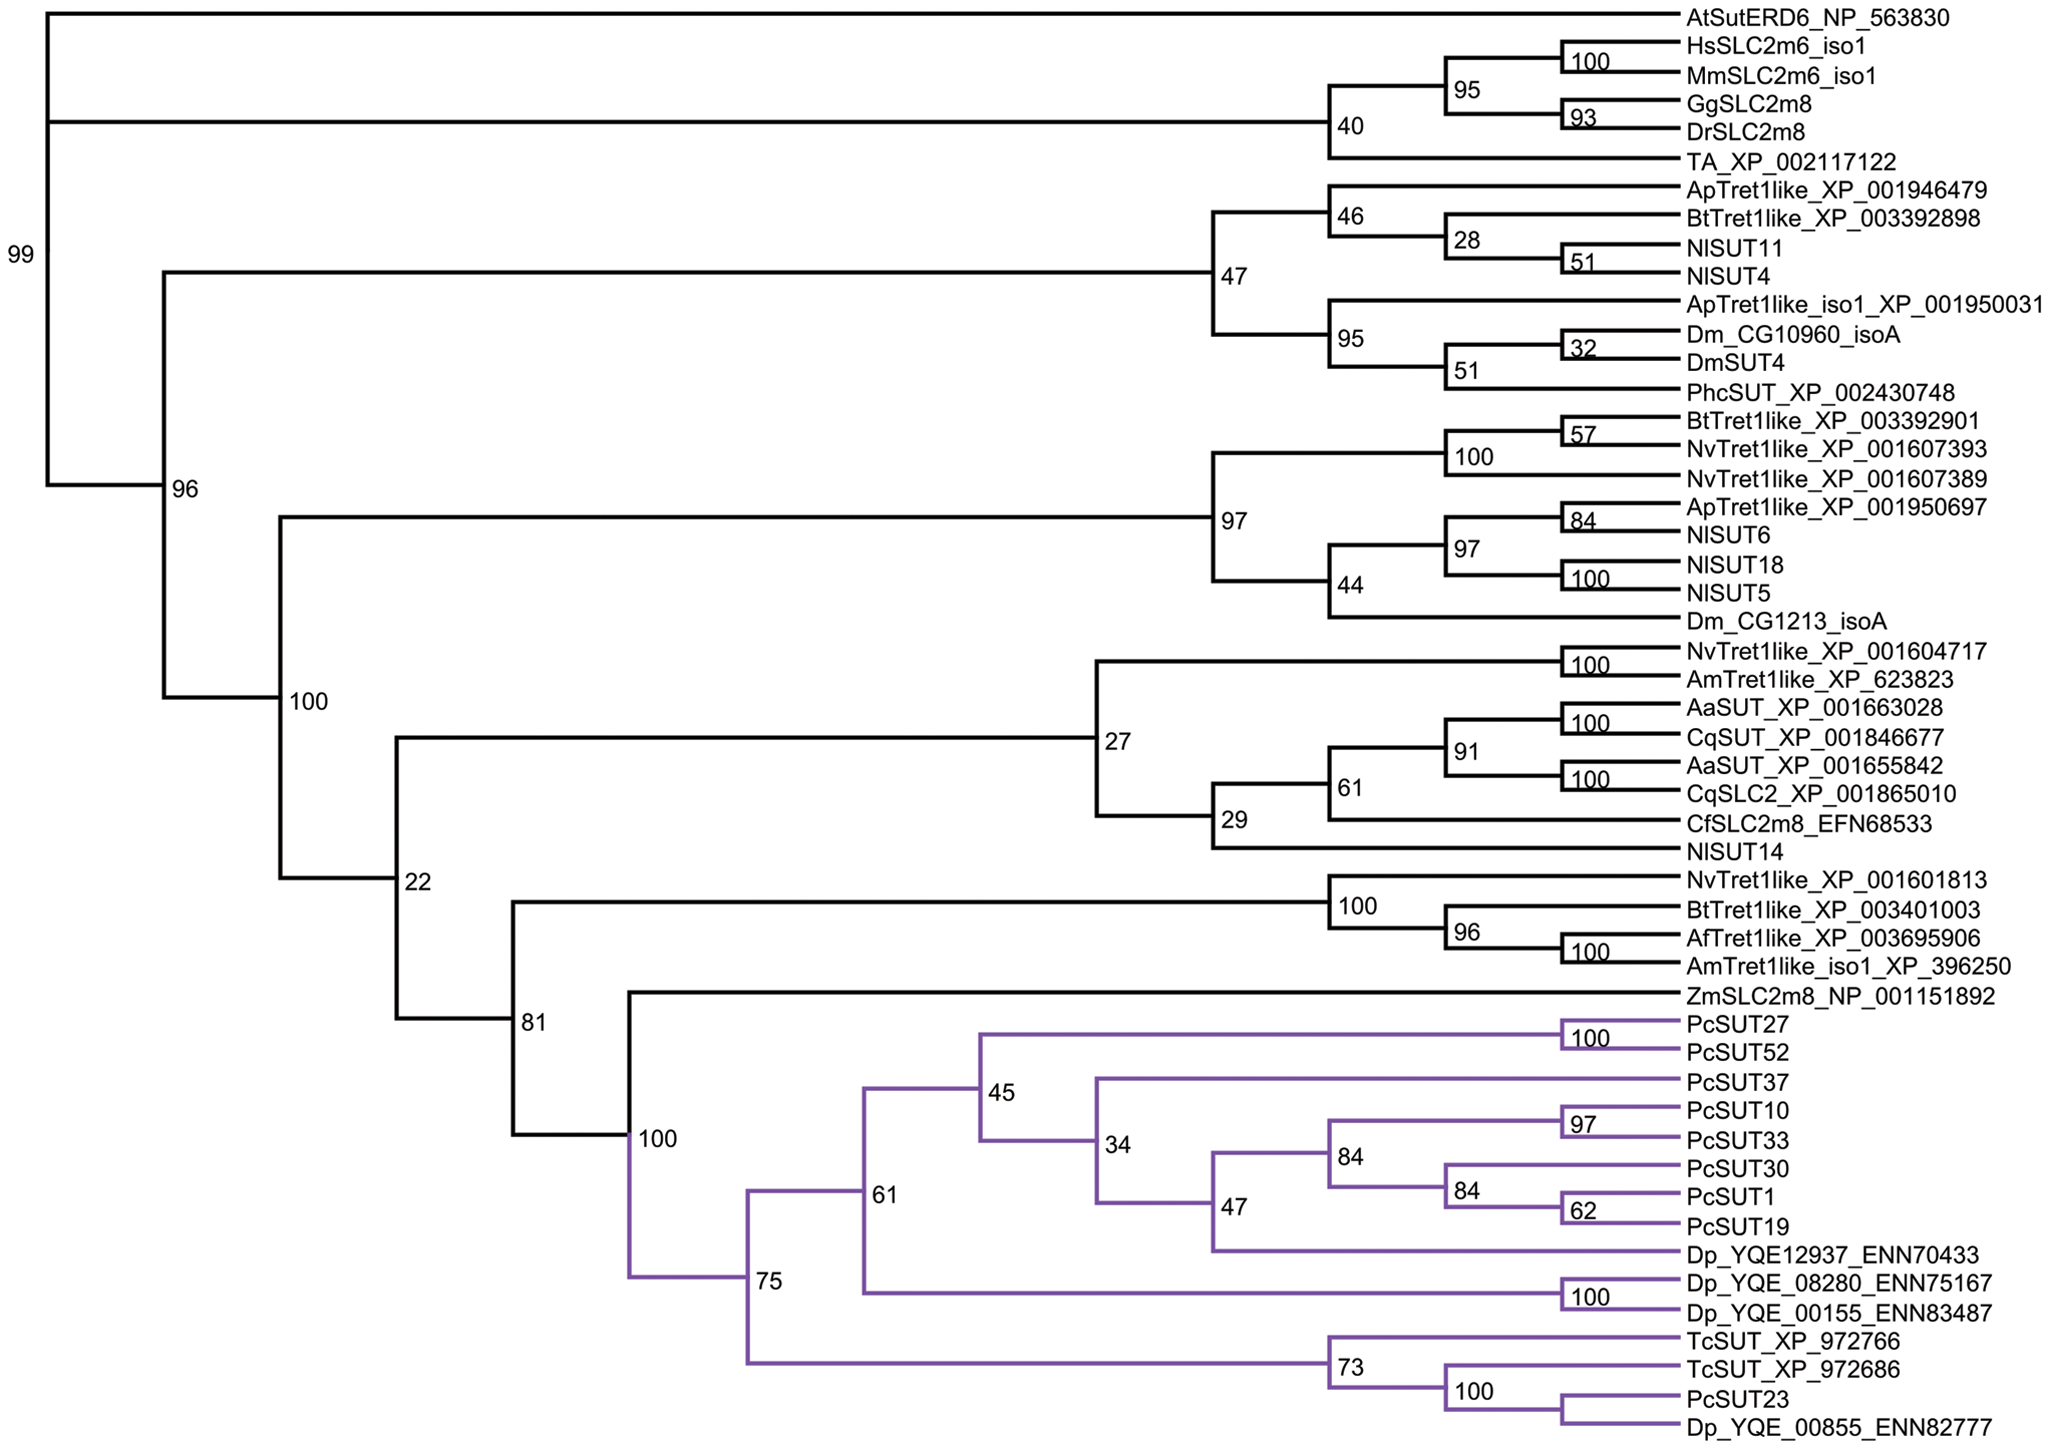 AtSutERD6_NP_563830
HsSLC2m6_iso1
100
MmSLC2m6_iso1
95
GgSLC2m8
93
DrSLC2m8
40
TA_XP_002117122
ApTret1like_XP_001946479
46
BtTret1like_XP_003392898
28
NlSUT11
51
NlSUT4
99
47
ApTret1like_iso1_XP_001950031
Dm_CG10960_isoA
95
32
DmSUT4
51
PhcSUT_XP_002430748
BtTret1like_XP_003392901
57
NvTret1like_XP_001607393
100
NvTret1like_XP_001607389
96
ApTret1like_XP_001950697
97
84
NlSUT6
97
NlSUT18
100
44
NlSUT5
Dm_CG1213_isoA
NvTret1like_XP_001604717
100
AmTret1like_XP_623823
100
AaSUT_XP_001663028
100
CqSUT_XP_001846677
27
91
AaSUT_XP_001655842
100
61
CqSLC2_XP_001865010
29
CfSLC2m8_EFN68533
NlSUT14
22
NvTret1like_XP_001601813
100
BtTret1like_XP_003401003
96
AfTret1like_XP_003695906
100
AmTret1like_iso1_XP_396250
ZmSLC2m8_NP_001151892
81
PcSUT27
100
PcSUT52
45
PcSUT37
PcSUT10
97
100
34
PcSUT33
84
PcSUT30
61
84
PcSUT1
47
62
PcSUT19
Dp_YQE12937_ENN70433
75
Dp_YQE_08280_ENN75167
100
Dp_YQE_00155_ENN83487
TcSUT_XP_972766
73
TcSUT_XP_972686
100
PcSUT23
Dp_YQE_00855_ENN82777